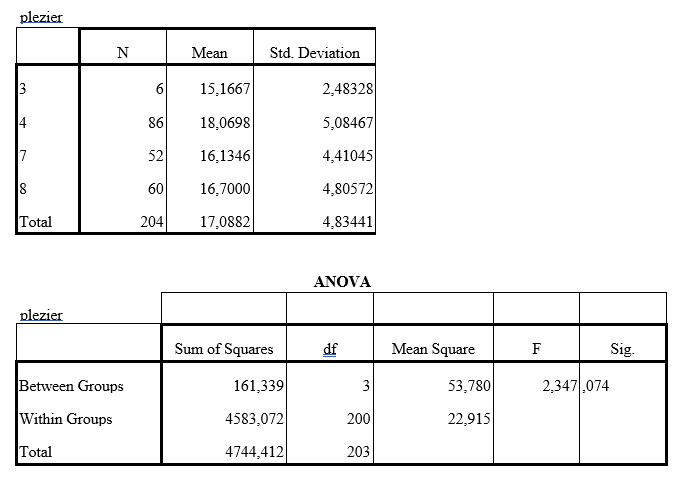 plezier
N Mean Std. Deviation
3 6 15,1667 2,48328
4 86 18,0698 5,08467
7 52 16,1346 4,41045
8 60 16,7000 4,80572
Total 204 17,0882 4,83441
ANOVA
plezier
Sum of Squares df Mean Square F Sig.
Between Groups 161,339 3 53,780 2,347 ,074
Within Groups 4583,072 200 22,915
Total 4744,412 203